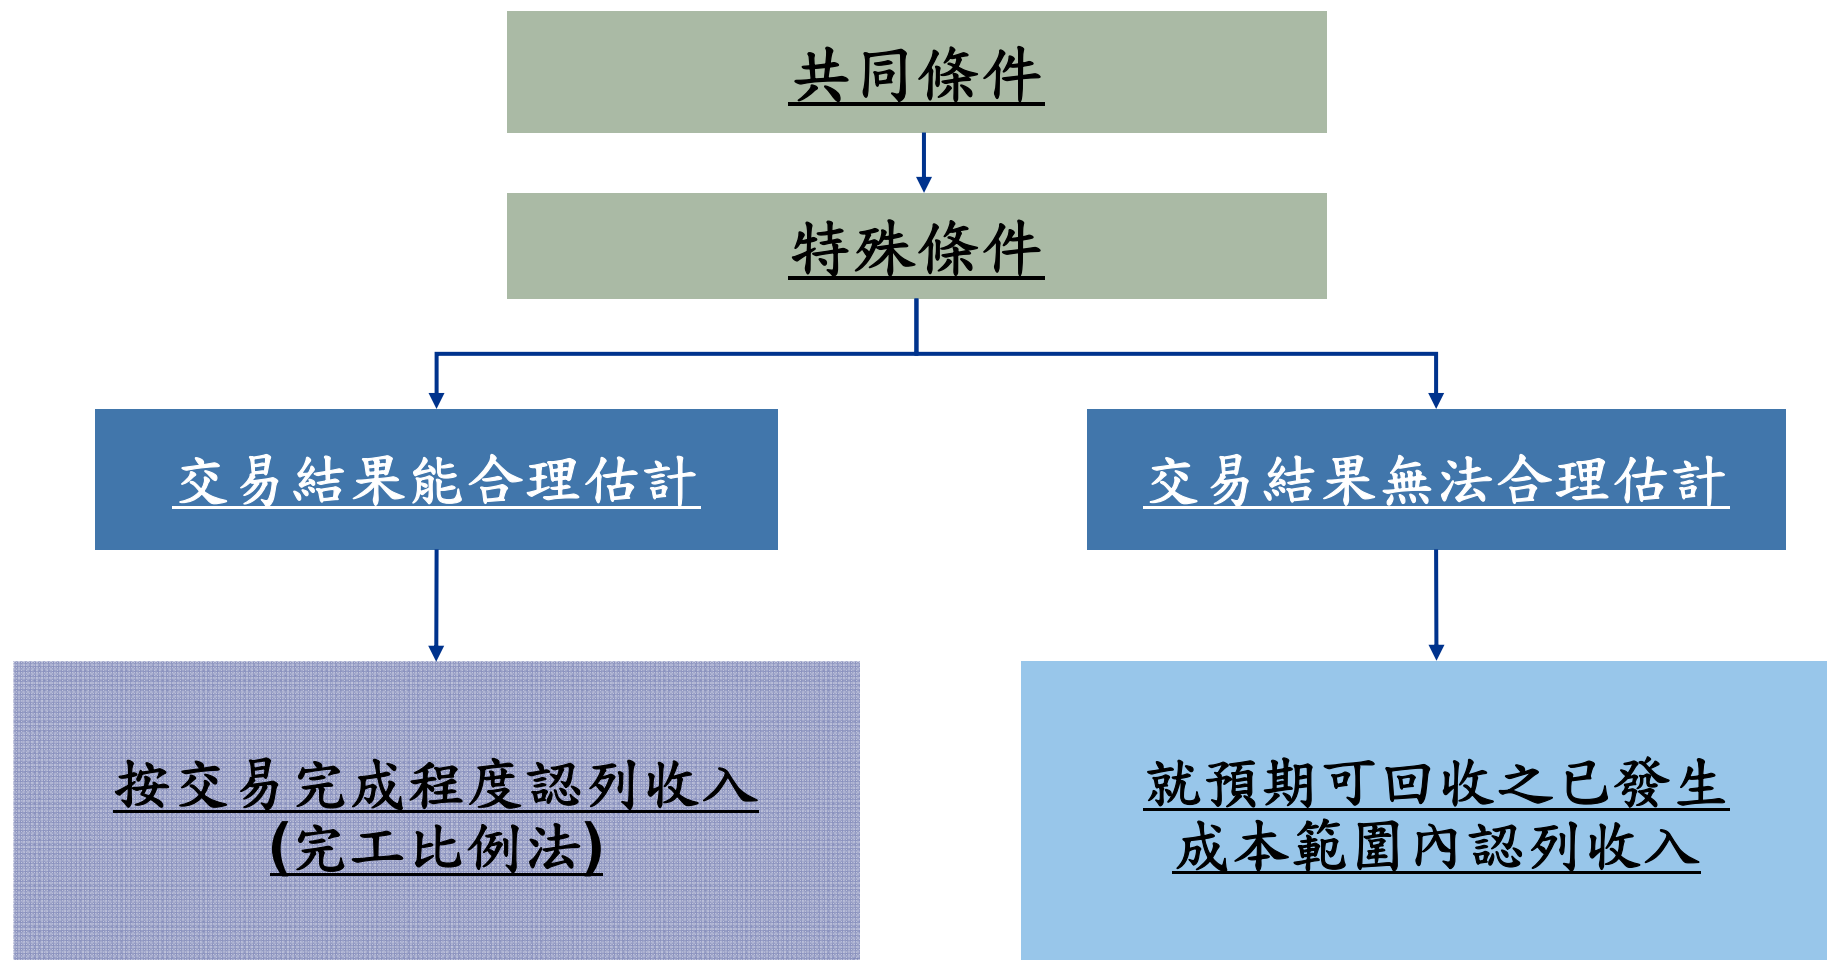 共同條件
特殊條件
交易結果能合理估計
交易結果無法合理估計
按交易完成程度認列收入
(完工比例法)
就預期可回收之已發生
成本範圍內認列收入